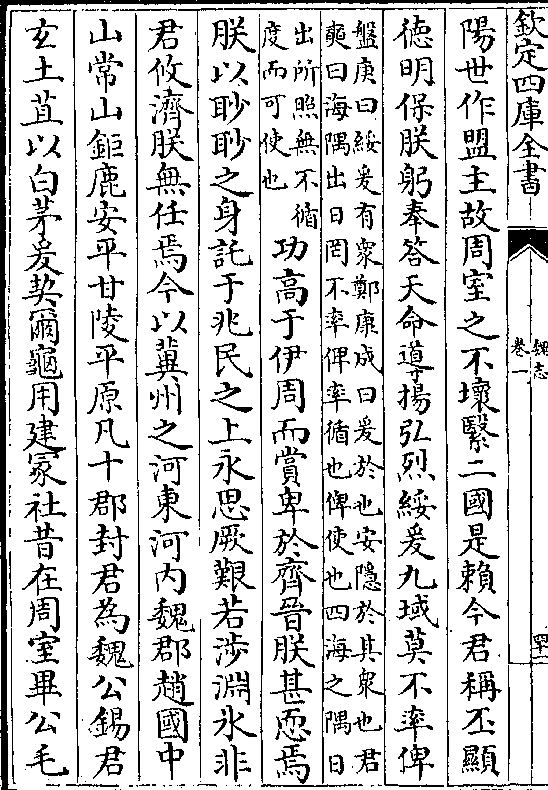 欽定四庫全書
魏志
卷一
陽世作盟主故周室之不壞繄二國是賴今君稱丕顯
德明保朕躬奉答天命導揚弘烈綏爰九域莫不率俾
盤庚曰綏爰有衆鄭康成曰爰於也安隱於其衆也君
奭曰海隅出日罔不率俾率循也俾使也四海之隅日
出所照無不循
度而可使也
功高于伊周而賞卑於齊晉朕甚恧焉
朕以眇眇之身託于兆民之上永思厥艱若涉淵氷非
君攸濟朕無任焉今以冀州之河東河内魏郡趙國中
山常山鉅鹿安平甘陵平原凡十郡封君為魏公錫君
玄土苴以白茅爰契爾龜用建冢社昔在周室畢公毛